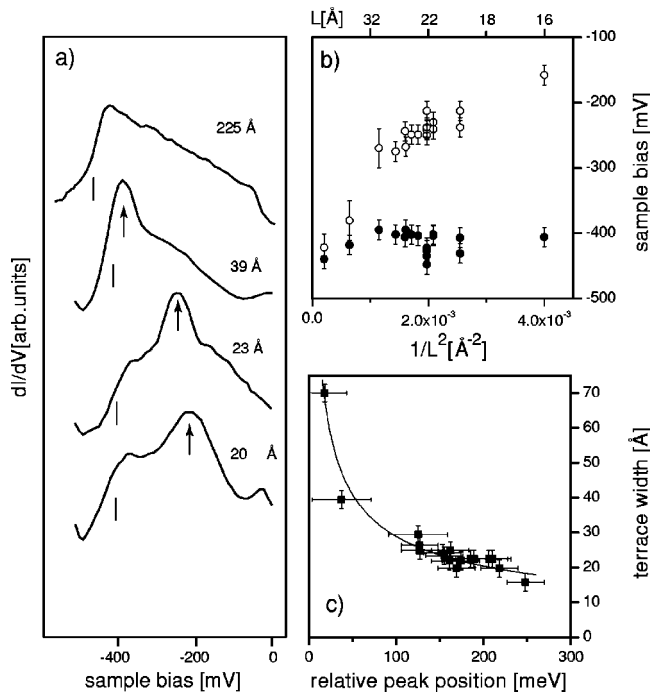 L[Å] 32 22 18 16
a)
b)
225 Å
39 Å
23 Å
20 Å
dI/dV[arb.units]
-400 -200 0
sample bias [mV]
-100
-200
-300
-400
-500
sample bias [mV]
0.0 2.0x10⁻³ 4.0x10⁻³
1/L²[Å⁻²]
70
60
50
40
30
20
10
0
terrace width [Å]
c)
0 100 200 300
relative peak position [meV]